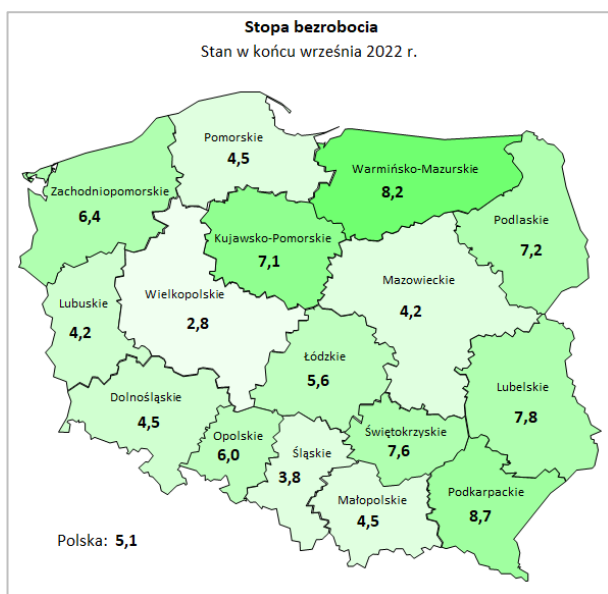 Stopa bezrobocia
Stan w końcu września 2022 r.
Pomorskie
4,5
Warmińsko-Mazurskie
8,2
Zachodniopomorskie
6,4
Podlaskie
7,2
Kujawsko-Pomorskie
7,1
Mazowieckie
4,2
Wielkopolskie
2,8
Lubuskie
4,2
Łódzkie
5,6
Lubelskie
7,8
Dolnośląskie
4,5
Opolskie
6,0
Śląskie
3,8
Świętokrzyskie
7,6
Małopolskie
4,5
Podkarpackie
8,7
Polska: 5,1